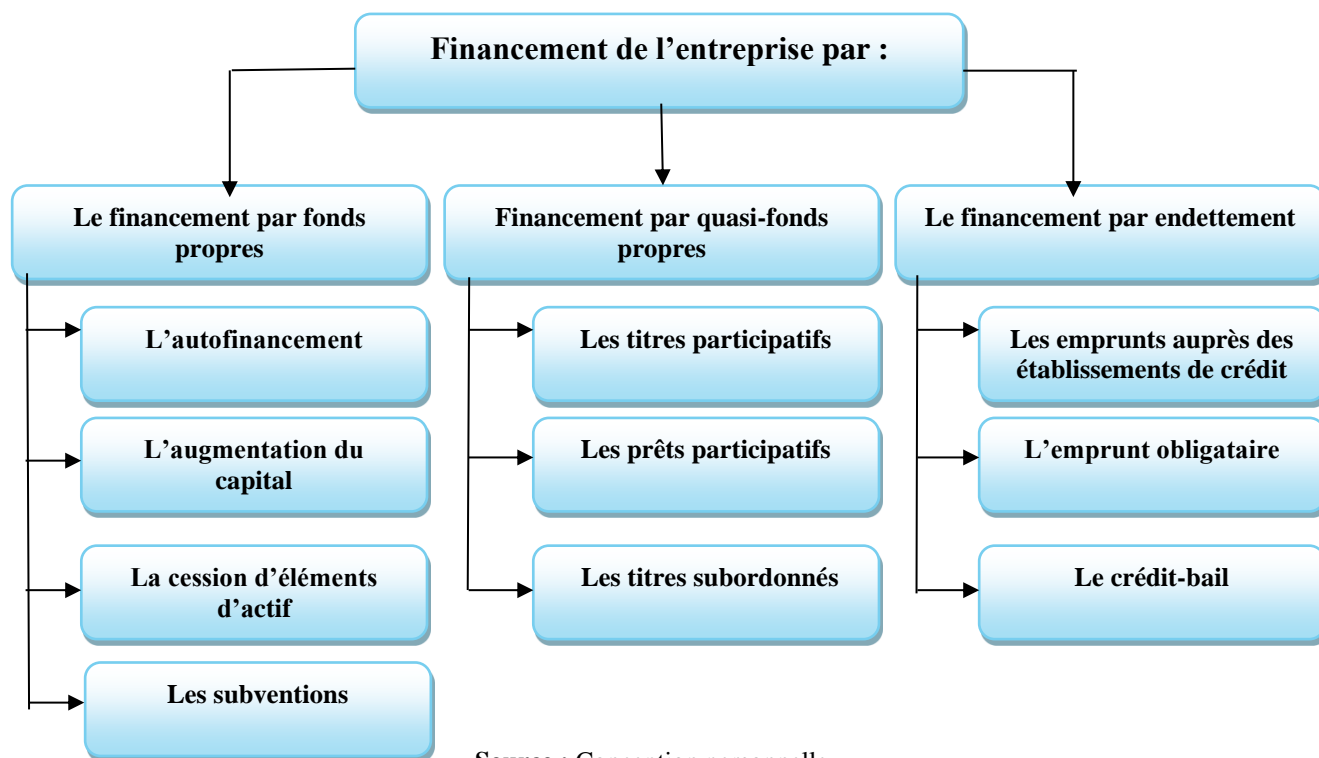 Financement de l’entreprise par :
Le financement par fonds
propres
Financement par quasi-fonds
propres
Le financement par endettement
L’autofinancement
Les titres participatifs
Les emprunts auprès des
établissements de crédit
L’augmentation du
capital
Les prêts participatifs
L’emprunt obligataire
La cession d’éléments
d’actif
Les titres subordonnés
Le crédit-bail
Les subventions